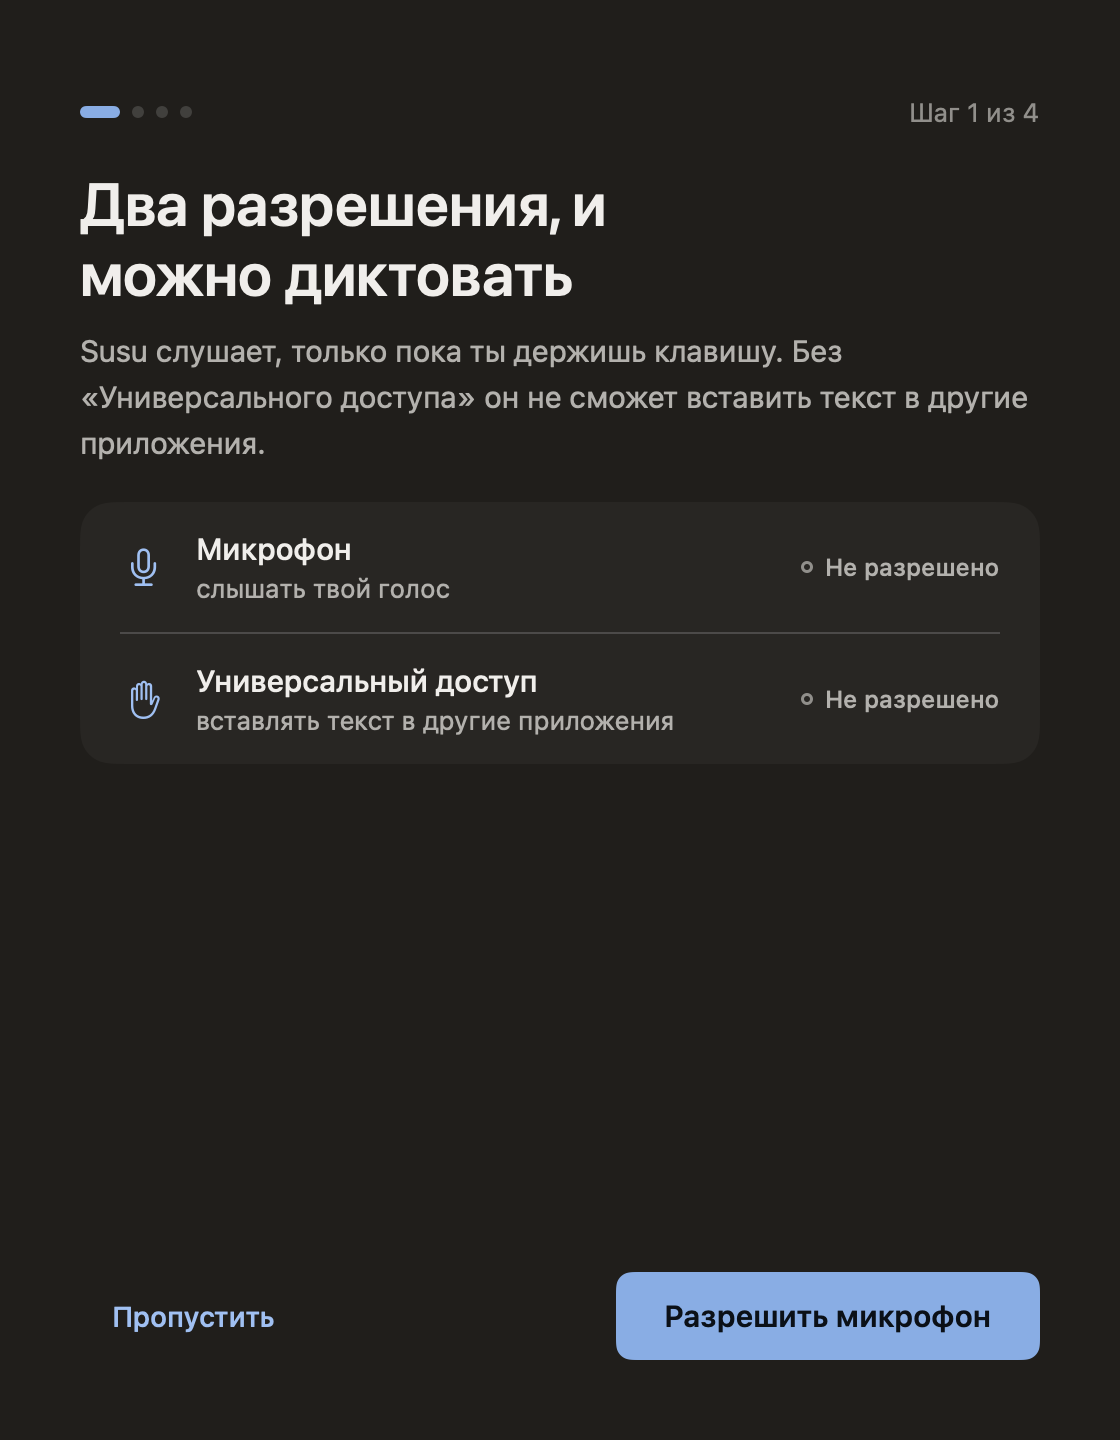 Шаг 1 из 4
Два разрешения, и
можно диктовать
Susu слушает, только пока ты держишь клавишу. Без
«Универсального доступа» он не сможет вставить текст в другие
приложения.
Микрофон
слышать твой голос
Не разрешено
Универсальный доступ
вставлять текст в другие приложения
Не разрешено
Пропустить
Разрешить микрофон